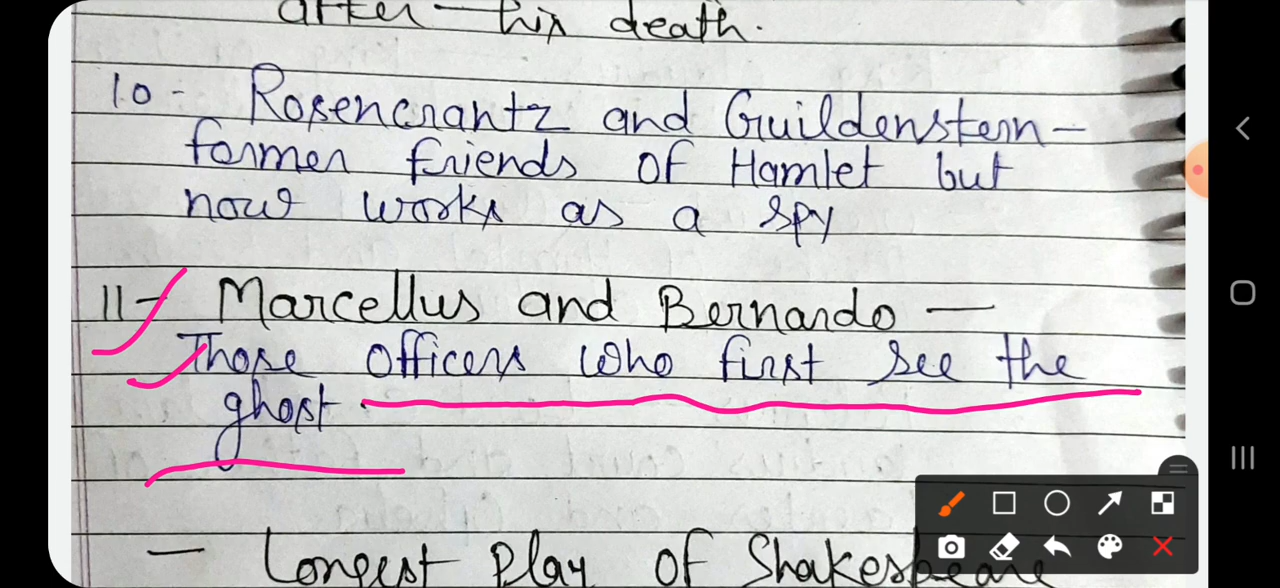 after his death.
10- Rosencrantz and Guildenstern-
former friends of Hamlet but
now works as a spy
11- Marcellus and Bernardo -
Those officers who first see the
ghost.
- Longest Play of Shakespeare